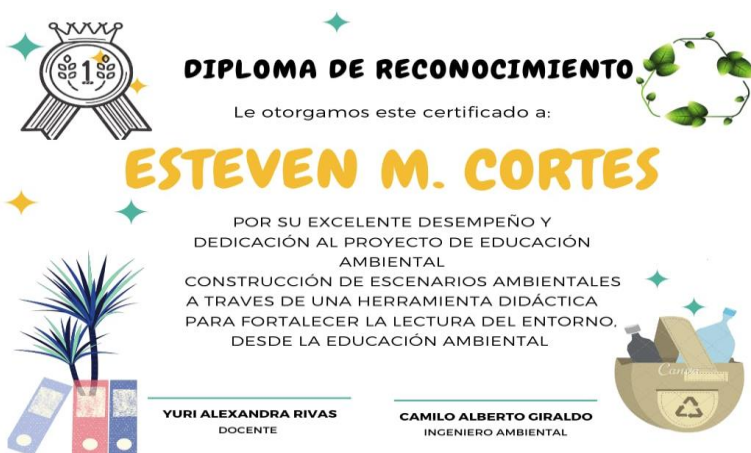 1
DIPLOMA DE RECONOCIMIENTO
Le otorgamos este certificado a:
ESTEVEN M. CORTES
POR SU EXCELENTE DESEMPEÑO Y
DEDICACIÓN AL PROYECTO DE EDUCACIÓN
AMBIENTAL
CONSTRUCCIÓN DE ESCENARIOS AMBIENTALES
A TRAVES DE UNA HERRAMIENTA DIDÁCTICA
PARA FORTALECER LA LECTURA DEL ENTORNO,
DESDE LA EDUCACIÓN AMBIENTAL
Canva
YURI ALEXANDRA RIVAS
DOCENTE
CAMILO ALBERTO GIRALDO
INGENIERO AMBIENTAL